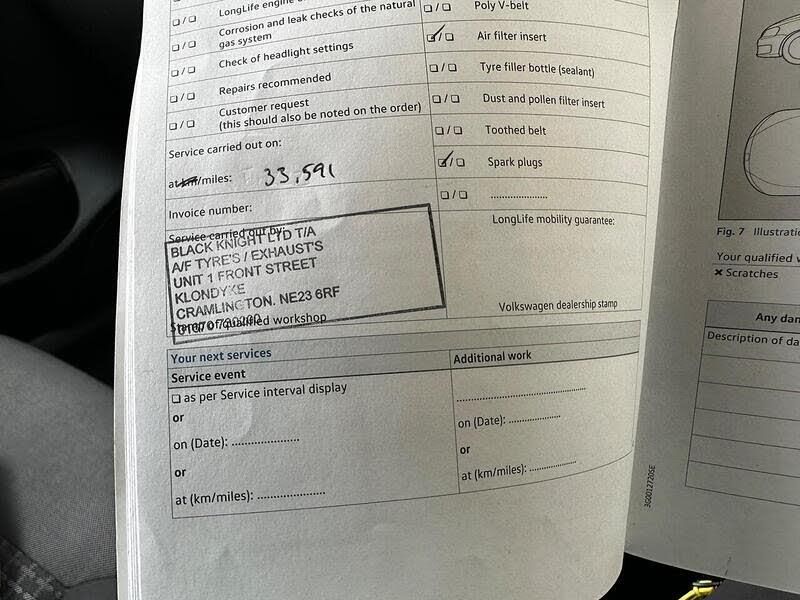 ❏/❏ LongLife engine
❏/❏ Corrosion and leak checks of the natural
gas system
❏/❏ Check of headlight settings
❏/❏ Repairs recommended
❏/❏ Customer request
(this should also be noted on the order)
Service carried out on:
at km/miles: 33,591
Invoice number:
Service carried out by:
BLACK KNIGHT LTD T/A
A/F TYRE'S / EXHAUST'S
UNIT 1 FRONT STREET
KLONDYKE
CRAMLINGTON. NE23 6RF
Stamp of qualified workshop
❏/❏ Poly V-belt
☑/❏ Air filter insert
❏/❏ Tyre filler bottle (sealant)
❏/❏ Dust and pollen filter insert
❏/❏ Toothed belt
☑/❏ Spark plugs
❏/❏ ...................
LongLife mobility guarantee:
Volkswagen dealership stamp
Your next services
Service event
❏ as per Service interval display
or
on (Date): ......................
or
at (km/miles): ......................
Additional work
..........................................
on (Date): .................
or
at (km/miles): ................
3G0012720SE
Fig. 7 Illustrati
Your qualified
✖ Scratches
Any da
Description of da